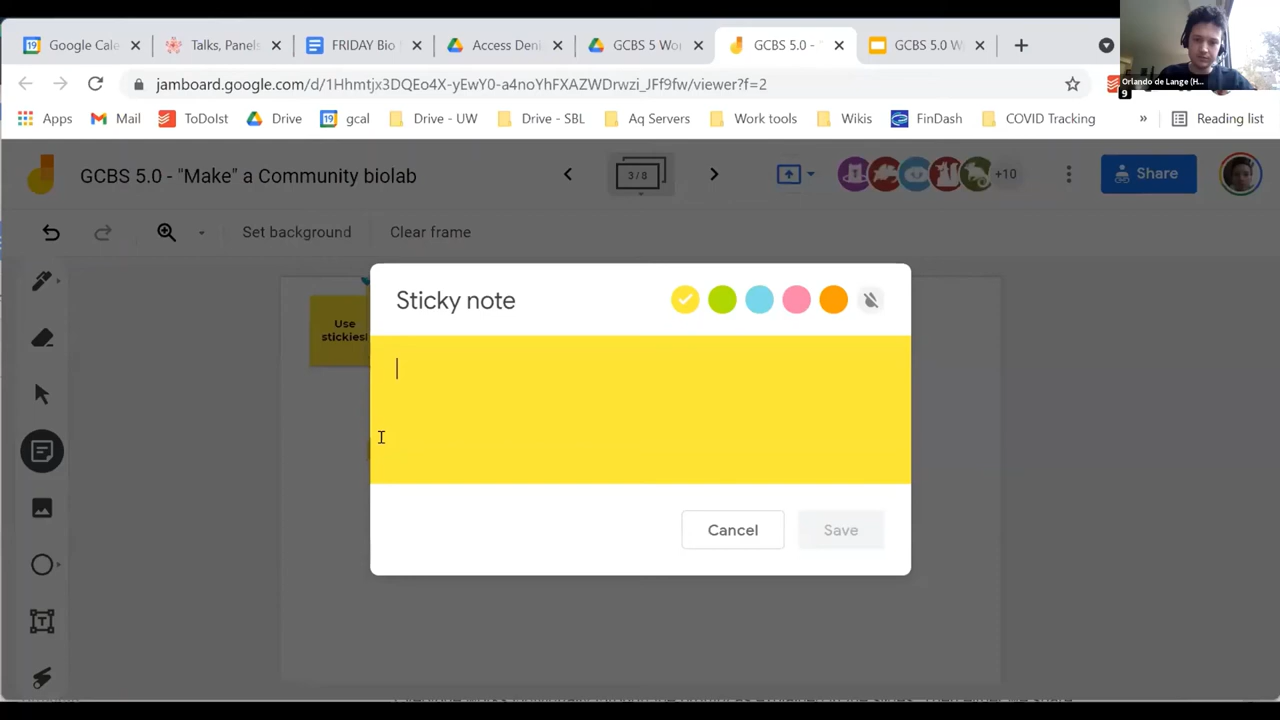 Google Cale
Talks, Panels
FRIDAY Bio
Access Deni
GCBS 5 Wor
GCBS 5.0 - "
GCBS 5.0 W
jamboard.google.com/d/1Hhmtjx3DQEo4X-yEwY0_a4noYhFXAZWDrwzi_JFf9fw/viewer?f=2
Orlando de Lange (H...
9
Apps
Mail
ToDoIst
Drive
gcal
Drive - UW
Drive - SBL
Aq Servers
Work tools
Wikis
FinDash
COVID Tracking
»
Reading list
GCBS 5.0 - "Make" a Community biolab
3 / 8
+10
Share
Set background
Clear frame
Use
stickies!
Sticky note
Cancel
Save